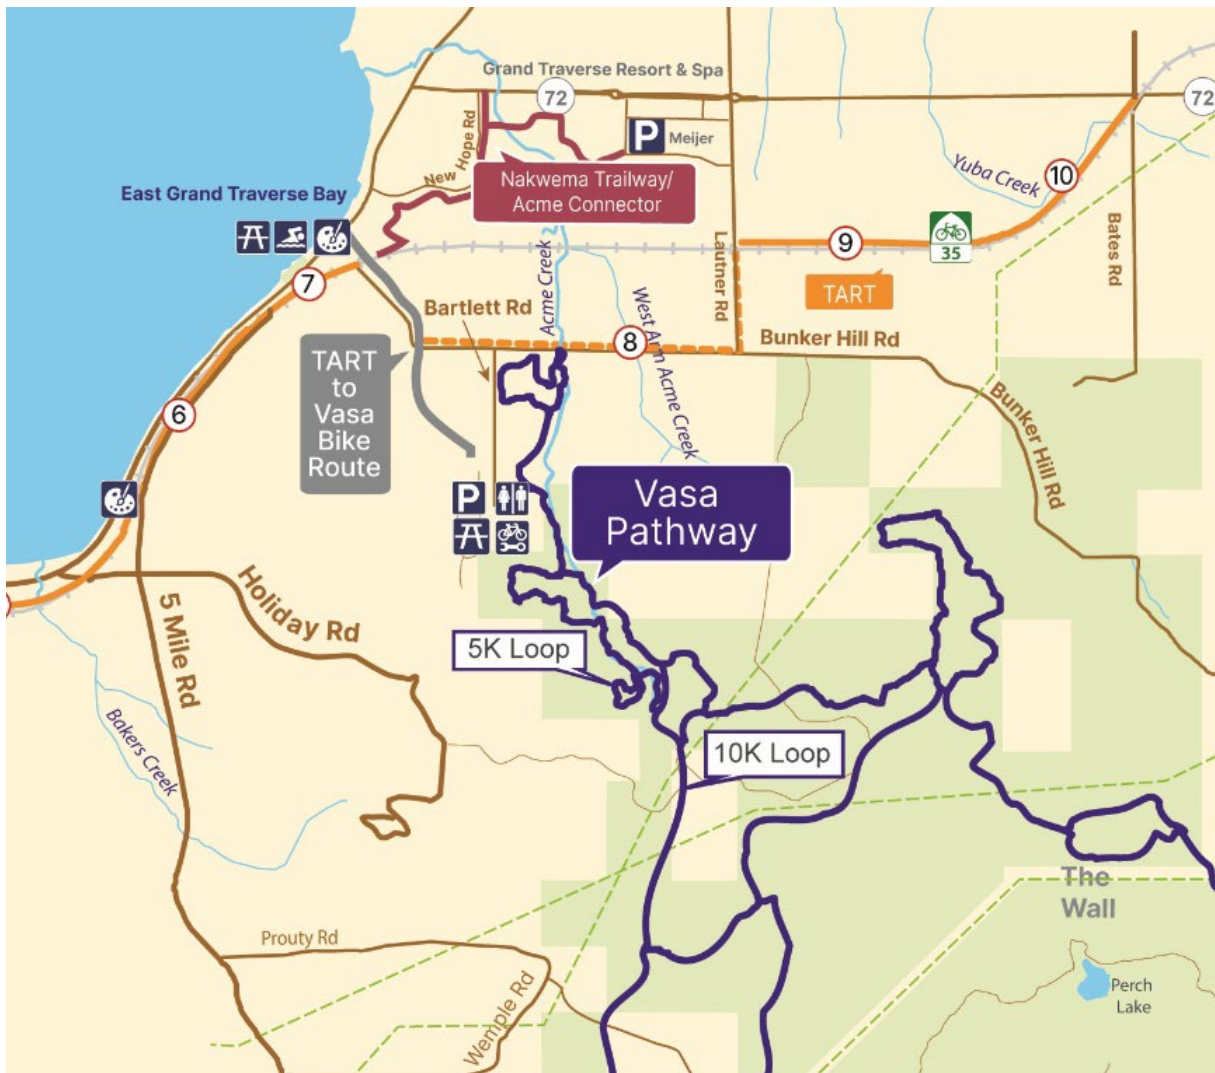 Grand Traverse Resort & Spa
72
72
P
Meijer
New Hope Rd
Nakwema Trailway/
Acme Connector
Yuba Creek
10
East Grand Traverse Bay
9
35
TART
Lautner Rd
Bates Rd
7
Bartlett Rd
Acme Creek
West Arm Acme Creek
8
Bunker Hill Rd
TART
to
Vasa
Bike
Route
6
Bunker Hill Rd
P
Vasa
Pathway
Holiday Rd
5 Mile Rd
5K Loop
Bakers Creek
10K Loop
The
Wall
Prouty Rd
Wemple Rd
Perch
Lake